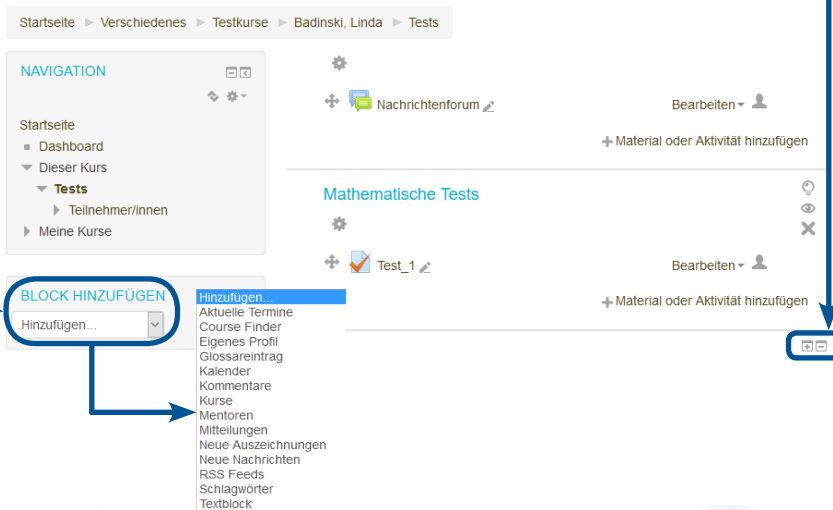 Startseite ▶ Verschiedenes ▶ Testkurse ▶ Badinski, Linda ▶ Tests
NAVIGATION
Startseite
Dashboard
Dieser Kurs
Tests
Teilnehmer/innen
Meine Kurse
BLOCK HINZUFÜGEN
Hinzufügen...
Hinzufügen...
Aktuelle Termine
Course Finder
Eigenes Profil
Glossareintrag
Kalender
Kommentare
Kurse
Mentoren
Mitteilungen
Neue Auszeichnungen
Neue Nachrichten
RSS Feeds
Schlagwörter
Textblock
Nachrichtenforum
Bearbeiten
Material oder Aktivität hinzufügen
Mathematische Tests
Test_1
Bearbeiten
Material oder Aktivität hinzufügen